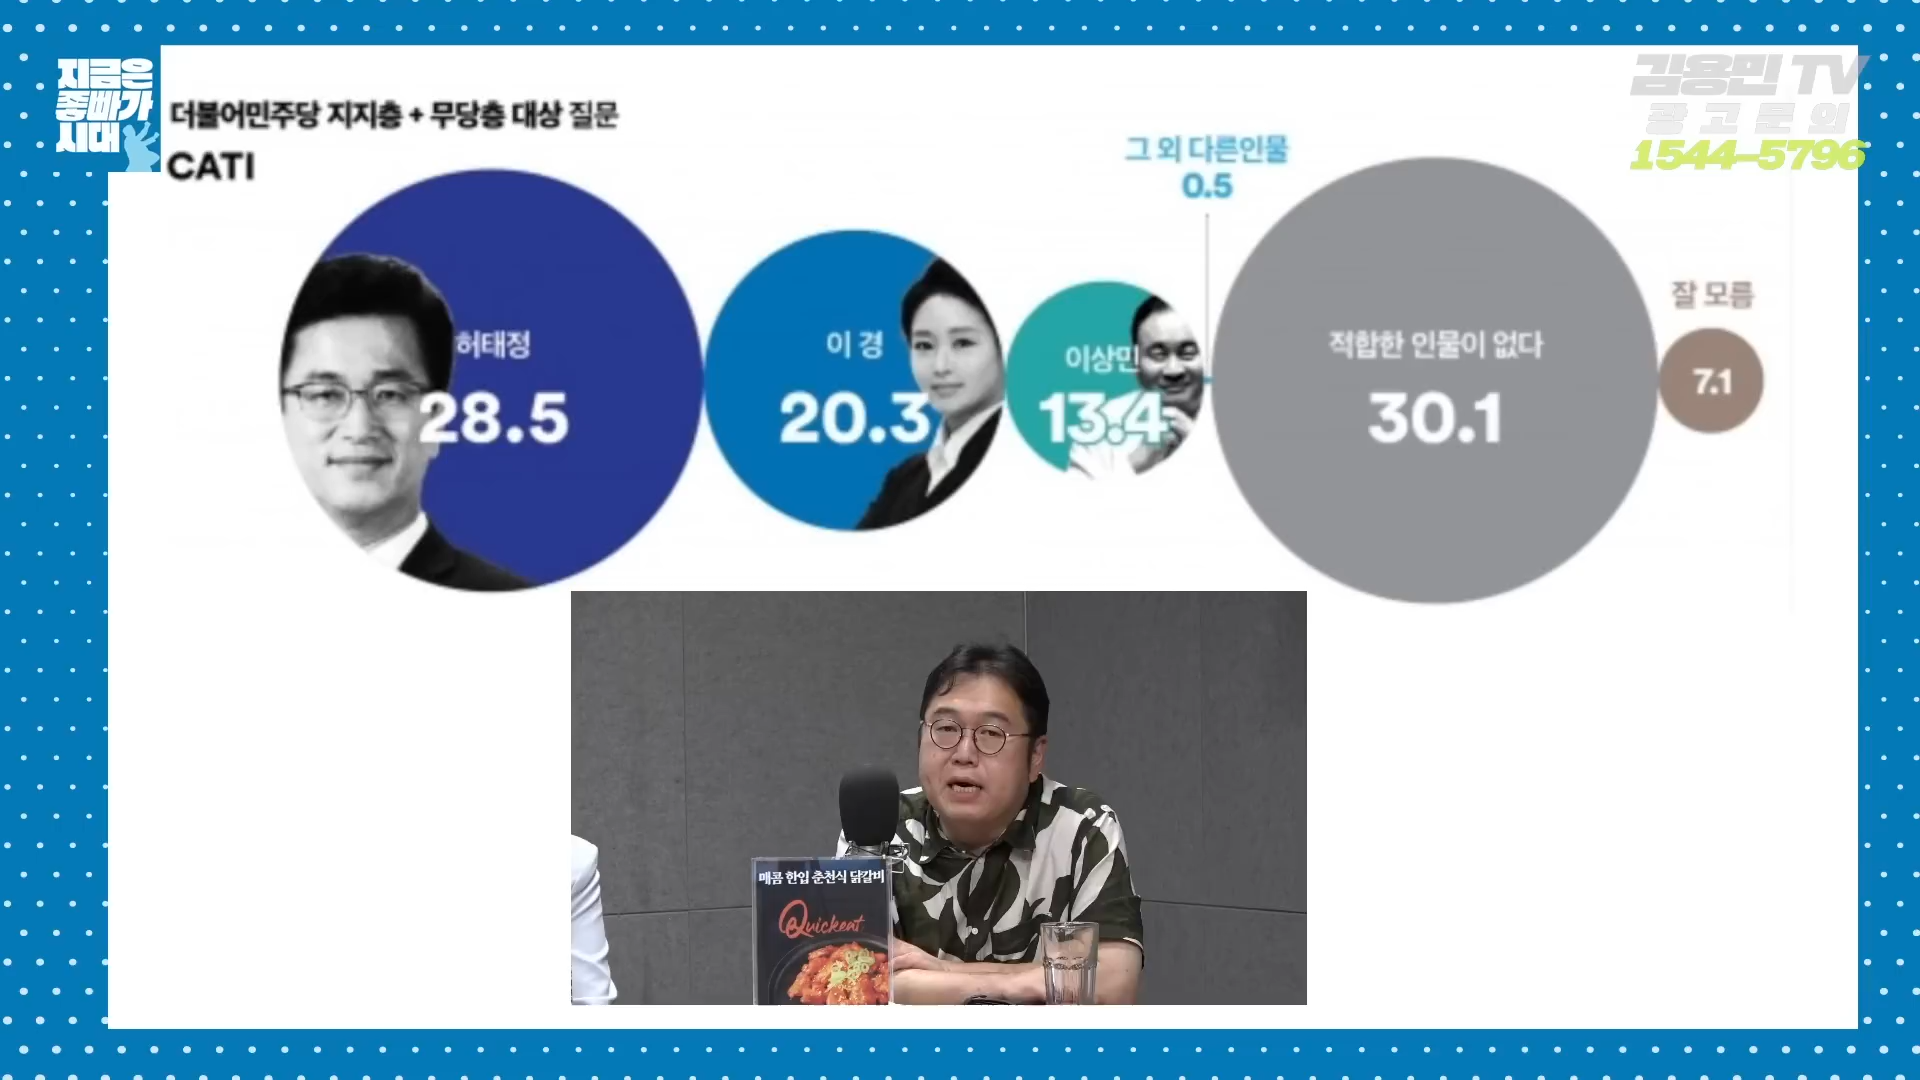 지금은
좋빠가
시대
김용민 TV
광고문의
1544-5796
더불어민주당 지지층 + 무당층 대상 질문
CATI
허태정
28.5
이 경
20.3
이상민
13.4
그 외 다른인물
0.5
적합한 인물이 없다
30.1
잘 모름
7.1
매콤 한입 춘천식 닭갈비
Quickeat